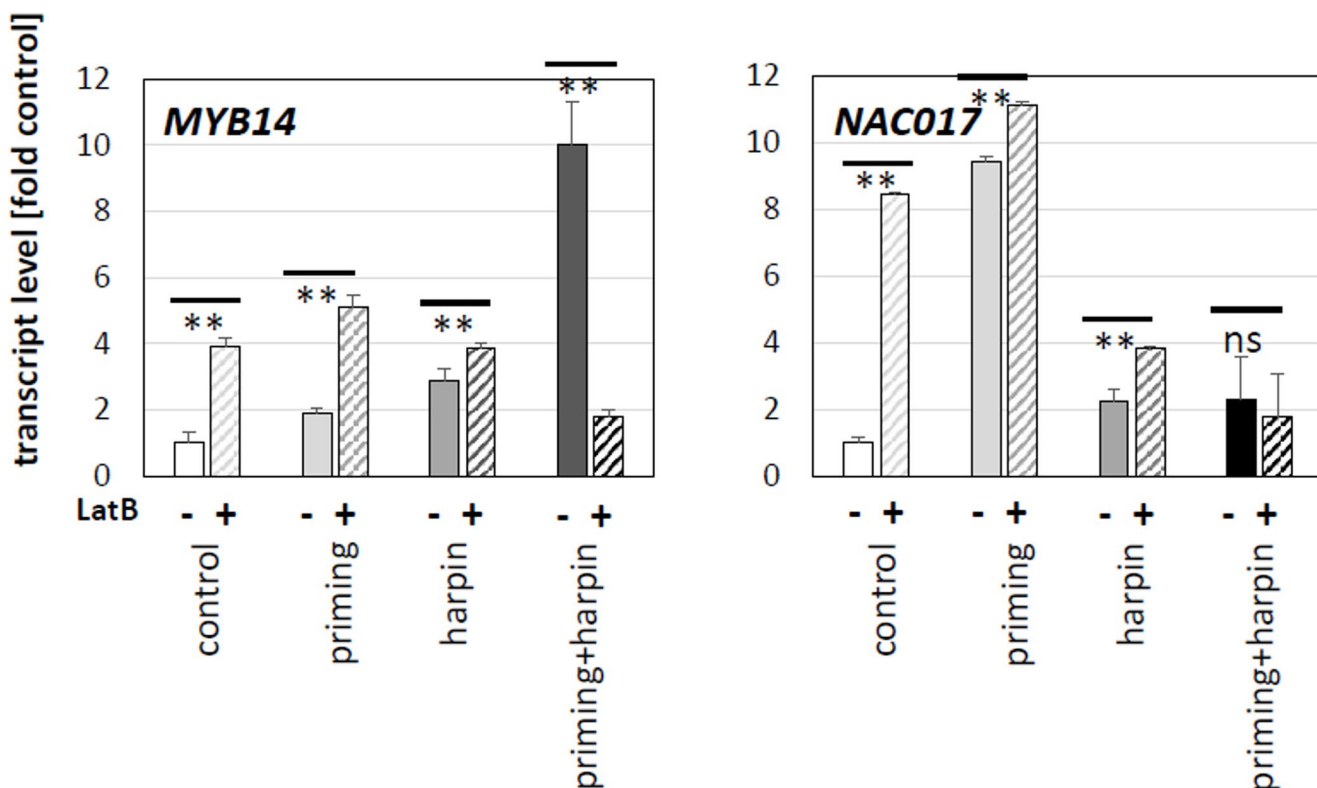 transcript level [fold control]
12
10
8
6
4
2
0
MYB14
**
**
**
**
LatB - + - + - + - +
control
priming
harpin
priming+harpin
12
10
8
6
4
2
0
NAC017
**
**
**
ns
- + - + - + - +
control
priming
harpin
priming+harpin